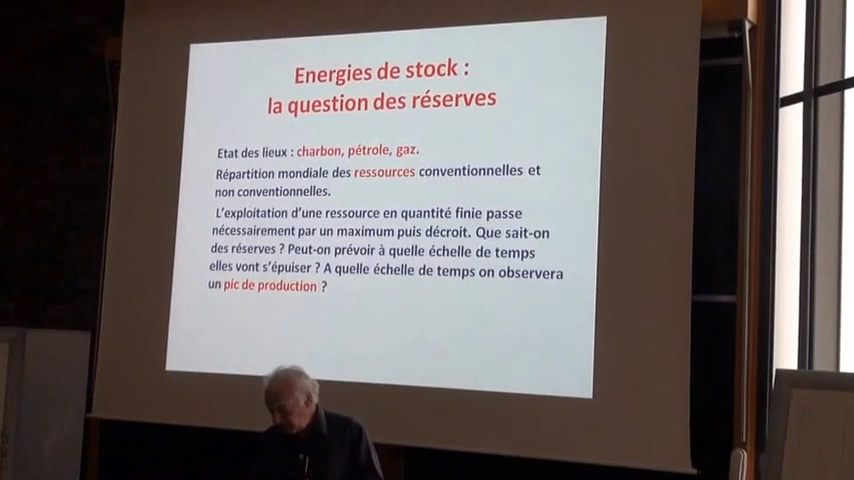 Energies de stock :
la question des réserves
Etat des lieux : charbon, pétrole, gaz.
Répartition mondiale des ressources conventionnelles et
non conventionnelles.
L'exploitation d'une ressource en quantité finie passe
nécessairement par un maximum puis décroit. Que sait-on
des réserves ? Peut-on prévoir à quelle échelle de temps
elles vont s'épuiser ? A quelle échelle de temps on observera
un pic de production ?